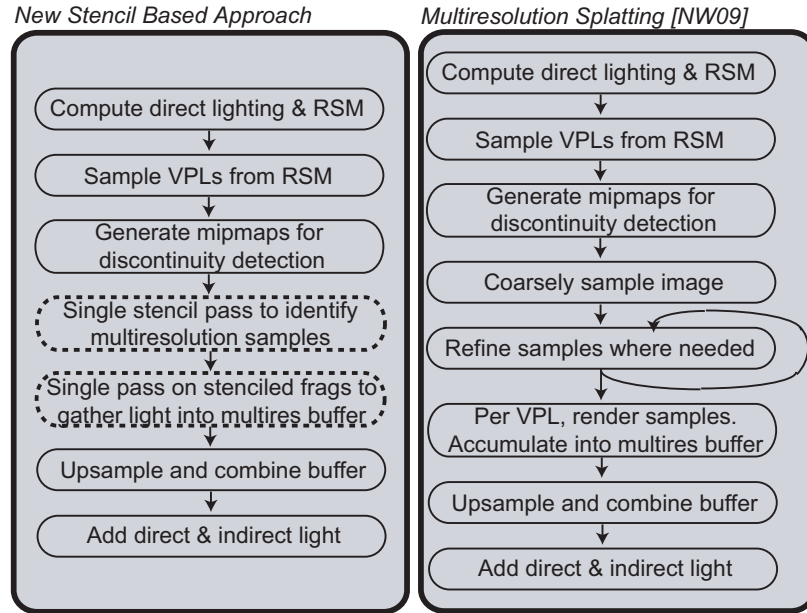 New Stencil Based Approach
Compute direct lighting & RSM
Sample VPLs from RSM
Generate mipmaps for
discontinuity detection
Single stencil pass to identify
multiresolution samples
Single pass on stenciled frags to
gather light into multires buffer
Upsample and combine buffer
Add direct & indirect light
Multiresolution Splatting [NW09]
Compute direct lighting & RSM
Sample VPLs from RSM
Generate mipmaps for
discontinuity detection
Coarsely sample image
Refine samples where needed
Per VPL, render samples.
Accumulate into multires buffer
Upsample and combine buffer
Add direct & indirect light